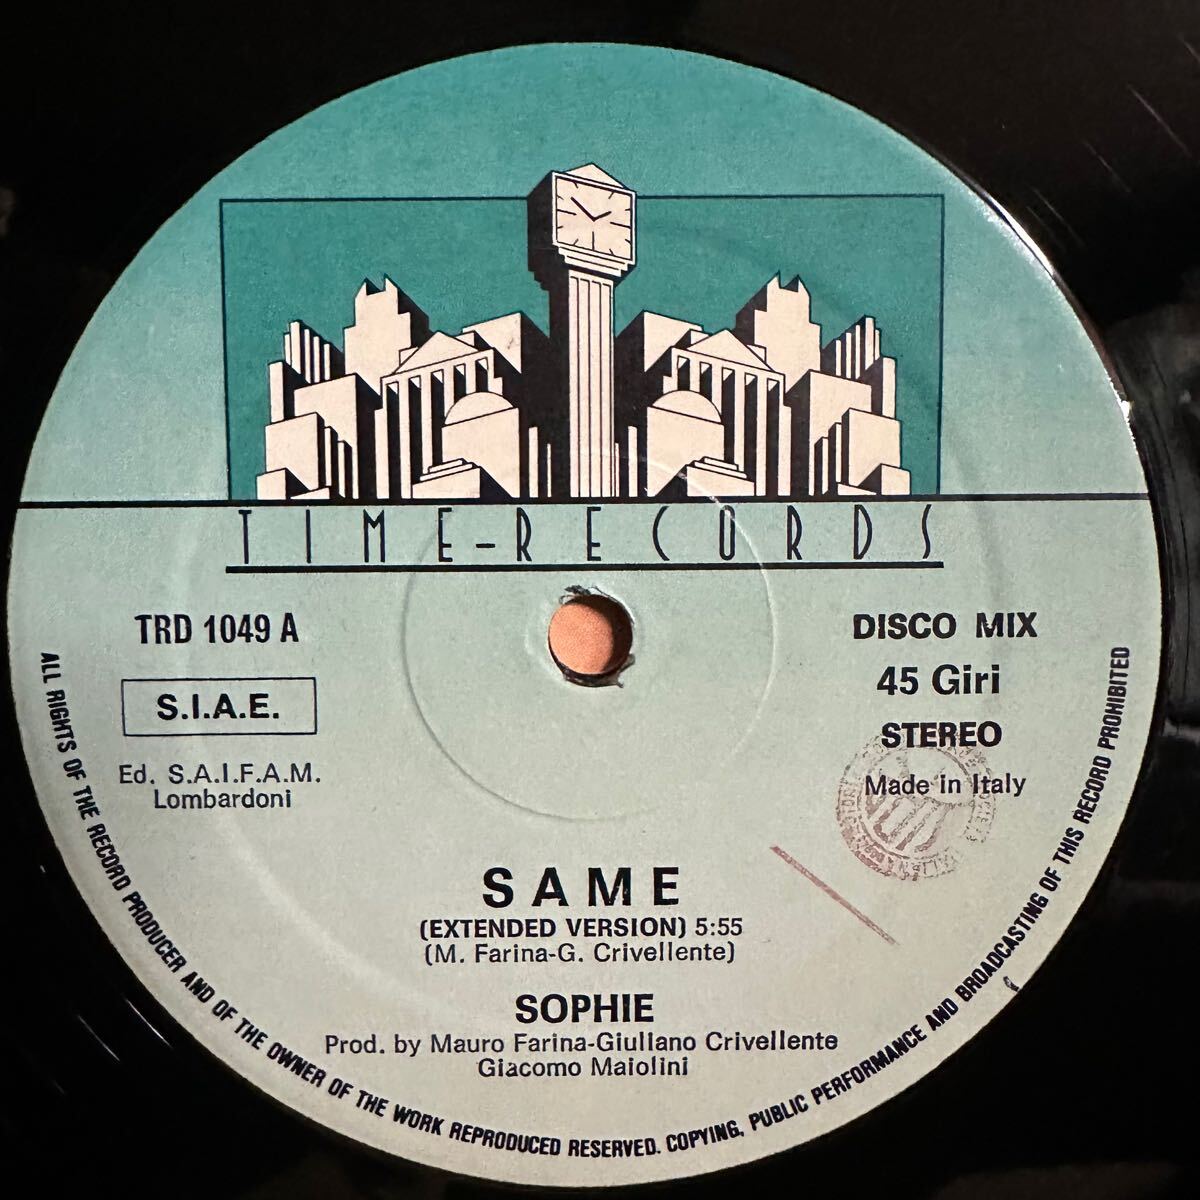 TIME-RECORDS
TRD 1049 A
S.I.A.E.
Ed. S.A.I.F.A.M.
Lombardoni
DISCO MIX
45 Giri
STEREO
Made in Italy
SAME
(EXTENDED VERSION) 5:55
(M. Farina-G. Crivellente)
SOPHIE
Prod. by Mauro Farina-Giuliano Crivellente
Giacomo Maiolini
ALL RIGHTS OF THE RECORD PRODUCER AND OF THE OWNER OF THE WORK REPRODUCED RESERVED. COPYING, PUBLIC PERFORMANCE AND BROADCASTING OF THIS RECORD PROHIBITED